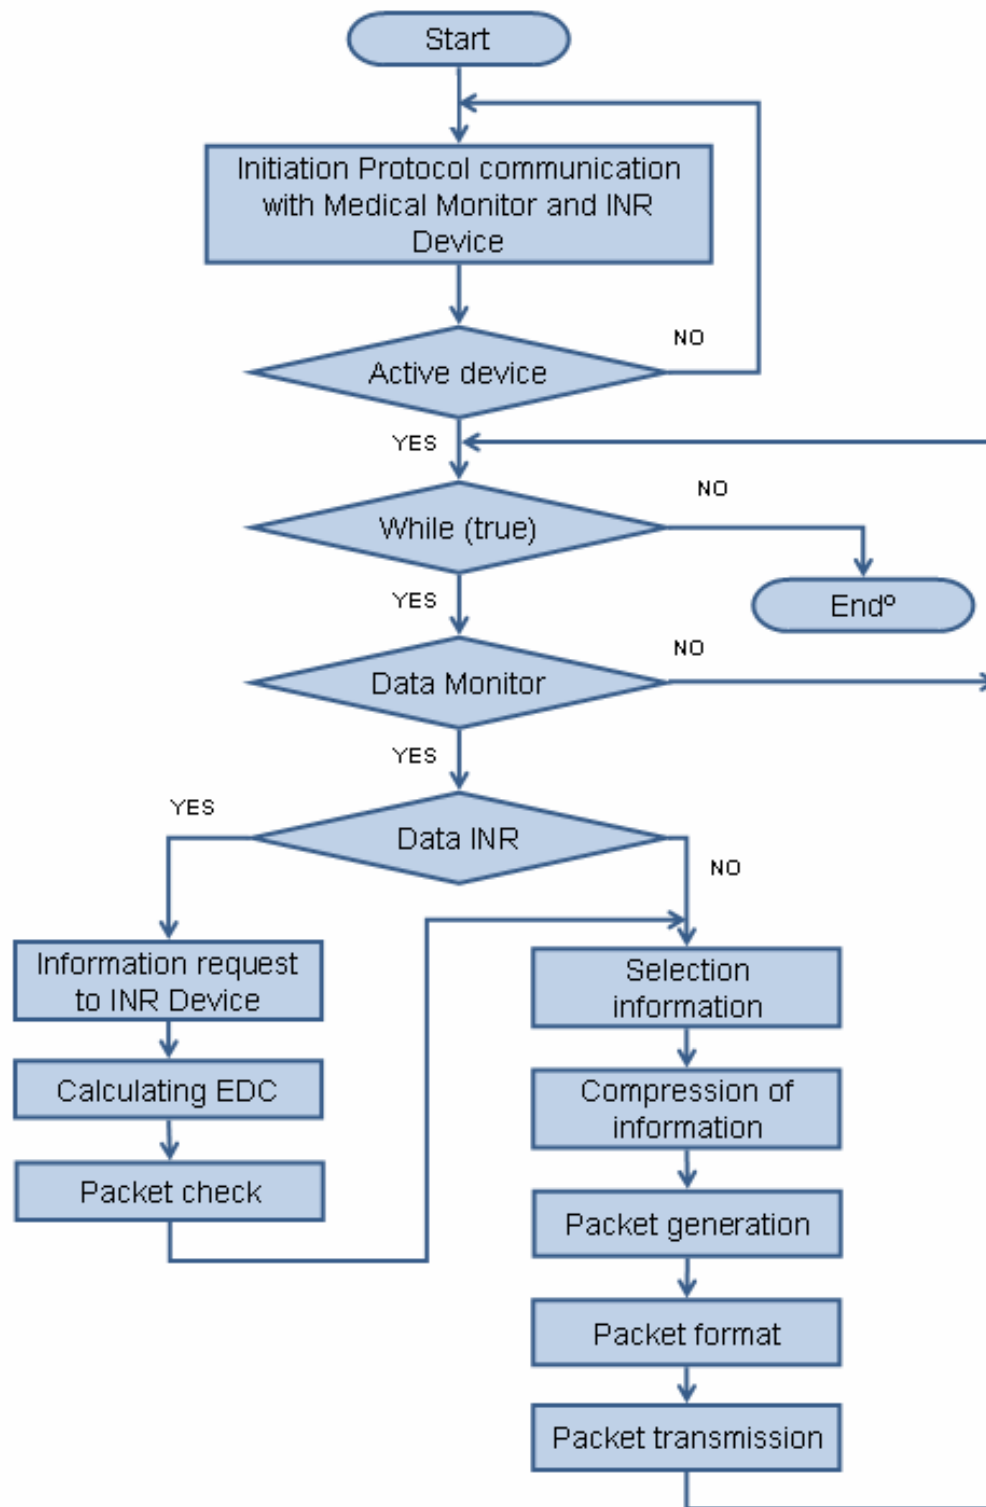 Start
Initiation Protocol communication
with Medical Monitor and INR
Device
NO
Active device
YES
NO
While (true)
YES
Endº
NO
Data Monitor
YES
YES
Data INR
NO
Information request
to INR Device
Selection
information
Calculating EDC
Compression of
information
Packet check
Packet generation
Packet format
Packet transmission